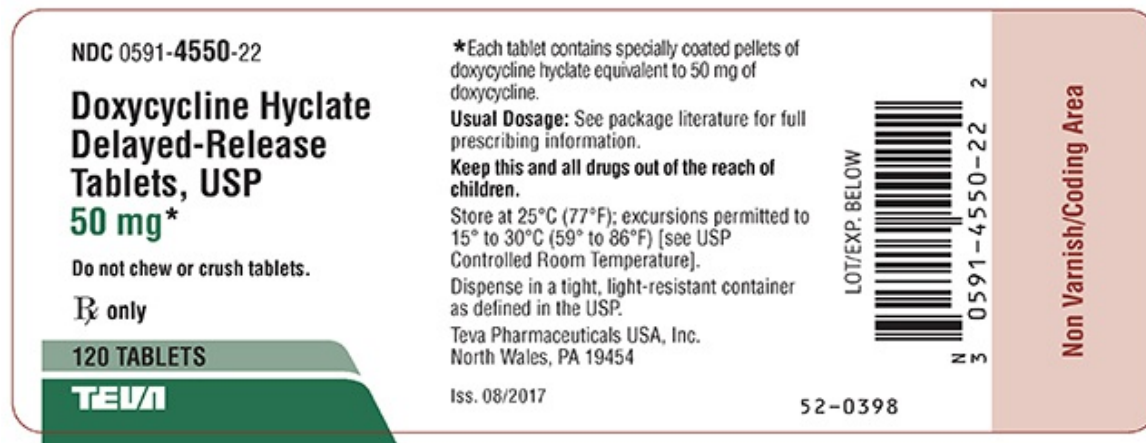 NDC 0591-4550-22
Doxycycline Hyclate
Delayed-Release
Tablets, USP
50 mg*
Do not chew or crush tablets.
℞ only
120 TABLETS
TEVA
*Each tablet contains specially coated pellets of
doxycycline hyclate equivalent to 50 mg of
doxycycline.
Usual Dosage: See package literature for full
prescribing information.
Keep this and all drugs out of the reach of
children.
Store at 25°C (77°F); excursions permitted to
15° to 30°C (59° to 86°F) [see USP
Controlled Room Temperature].
Dispense in a tight, light-resistant container
as defined in the USP.
Teva Pharmaceuticals USA, Inc.
North Wales, PA 19454
Iss. 08/2017
LOT/EXP. BELOW
N
3 0591-4550-22 2
52-0398
Non Varnish/Coding Area